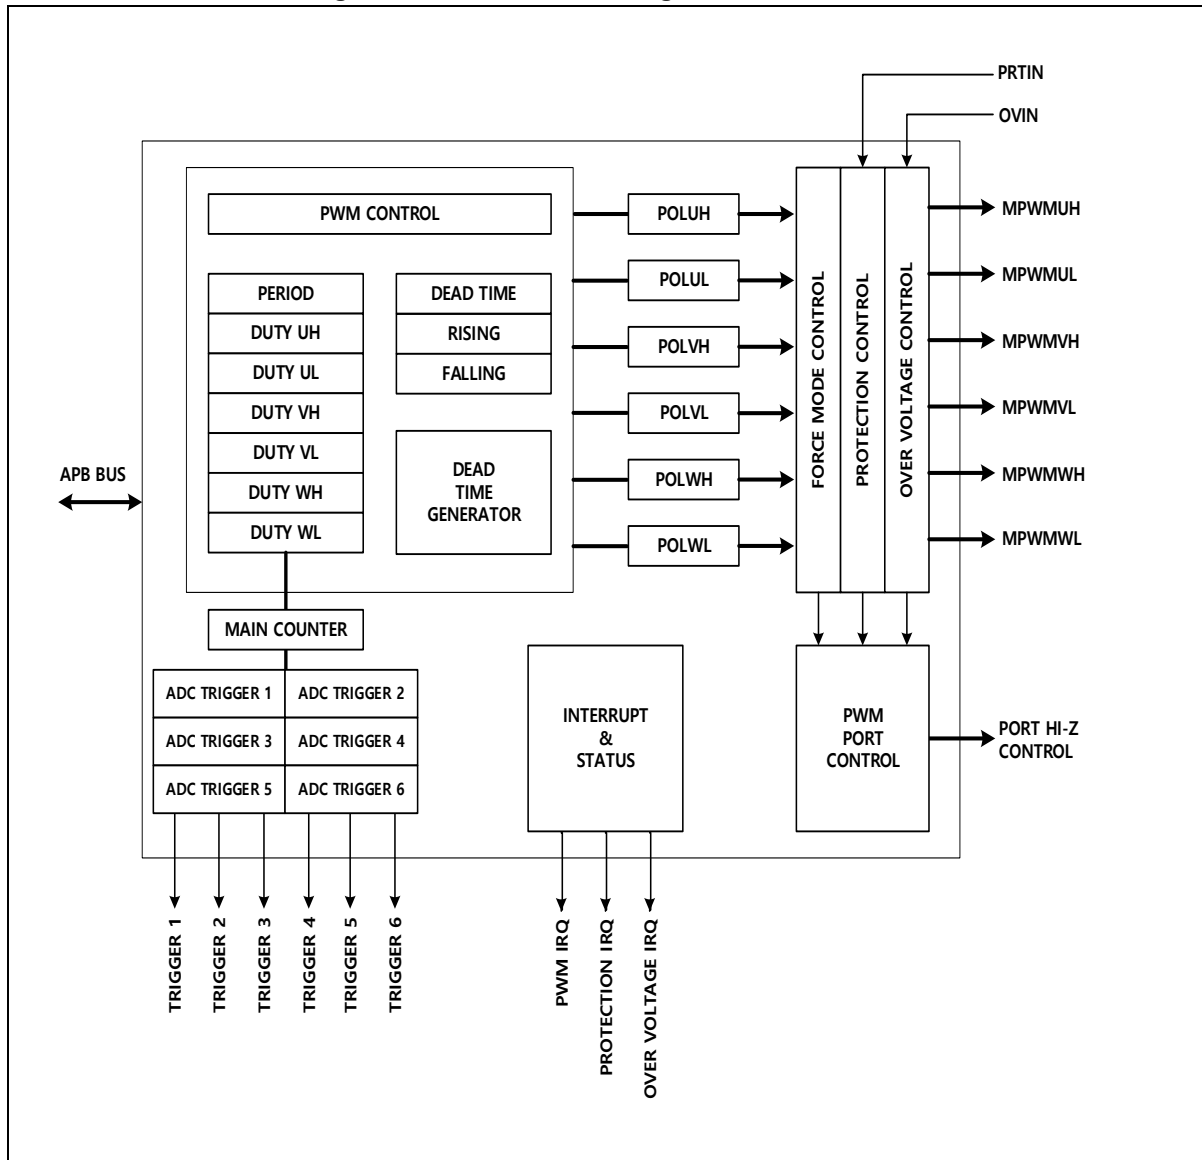 PRTIN
OVIN
PWM CONTROL
POLUH
MPWMUH
PERIOD
DEAD TIME
POLUL
MPWMUL
DUTY UH
RISING
POLVH
MPWMVH
DUTY UL
FALLING
DUTY VH
POLVL
MPWMVL
DUTY VL
APB BUS
DEAD
TIME
GENERATOR
DUTY WH
POLWH
MPWMWH
DUTY WL
POLWL
MPWMWL
FORCE MODE CONTROL
PROTECTION CONTROL
OVER VOLTAGE CONTROL
MAIN COUNTER
ADC TRIGGER 1
ADC TRIGGER 2
ADC TRIGGER 3
ADC TRIGGER 4
ADC TRIGGER 5
ADC TRIGGER 6
INTERRUPT
&
STATUS
PWM
PORT
CONTROL
PORT HI-Z
CONTROL
TRIGGER 1
TRIGGER 2
TRIGGER 3
TRIGGER 4
TRIGGER 5
TRIGGER 6
PWM IRQ
PROTECTION IRQ
OVER VOLTAGE IRQ